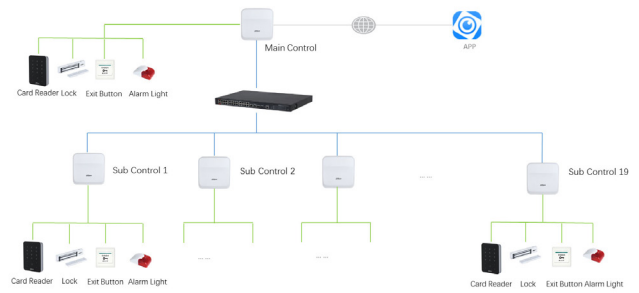 Main Control
APP
Card Reader Lock Exit Button Alarm Light
Sub Control 1
Sub Control 2
... ...
Sub Control 19
... ...
... ...
Card Reader Lock Exit Button Alarm Light
Card Reader Lock Exit Button Alarm Light